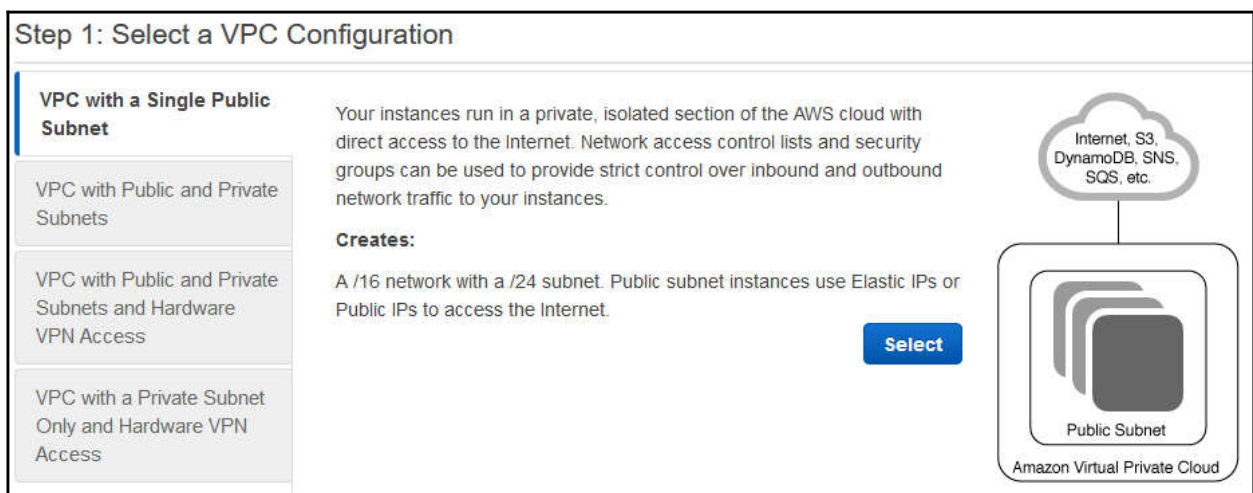 Step 1: Select a VPC Configuration
VPC with a Single Public
Subnet
VPC with Public and Private
Subnets
VPC with Public and Private
Subnets and Hardware
VPN Access
VPC with a Private Subnet
Only and Hardware VPN
Access
Your instances run in a private, isolated section of the AWS cloud with
direct access to the Internet. Network access control lists and security
groups can be used to provide strict control over inbound and outbound
network traffic to your instances.
Creates:
A /16 network with a /24 subnet. Public subnet instances use Elastic IPs or
Public IPs to access the Internet.
Select
Internet, S3,
DynamoDB, SNS,
SQS, etc.
Public Subnet
Amazon Virtual Private Cloud